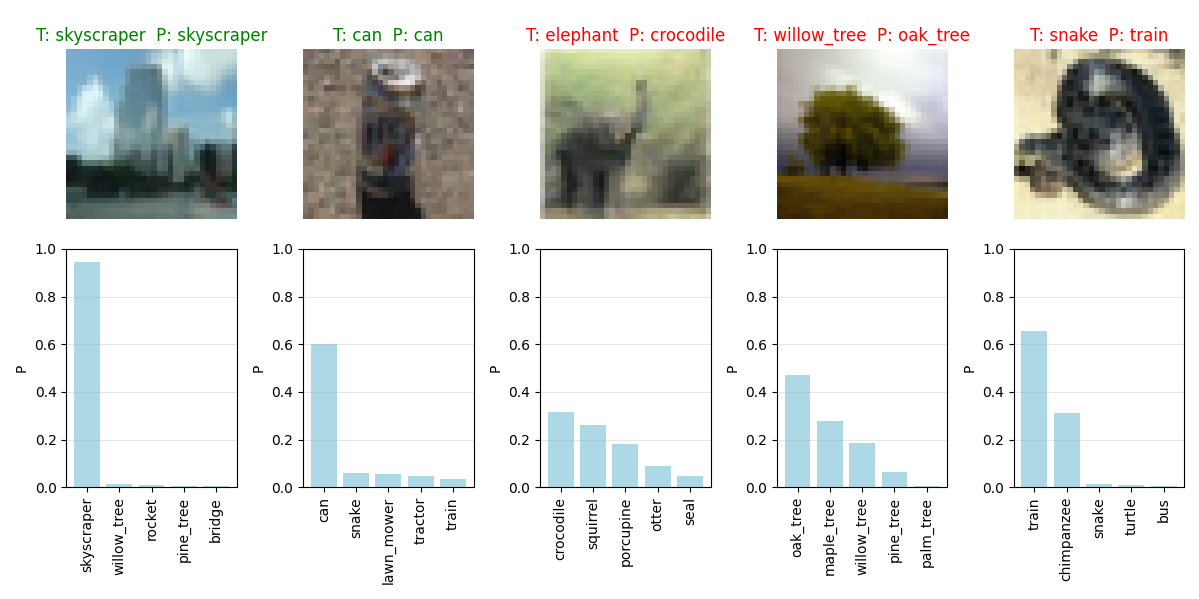 T: skyscraper  P: skyscraper
T: can  P: can
T: elephant  P: crocodile
T: willow_tree  P: oak_tree
T: snake  P: train
P
1.0
0.8
0.6
0.4
0.2
0.0
skyscraper
willow_tree
rocket
pine_tree
bridge
P
1.0
0.8
0.6
0.4
0.2
0.0
can
snake
lawn_mower
tractor
train
P
1.0
0.8
0.6
0.4
0.2
0.0
crocodile
squirrel
porcupine
otter
seal
P
1.0
0.8
0.6
0.4
0.2
0.0
oak_tree
maple_tree
willow_tree
pine_tree
palm_tree
P
1.0
0.8
0.6
0.4
0.2
0.0
train
chimpanzee
snake
turtle
bus